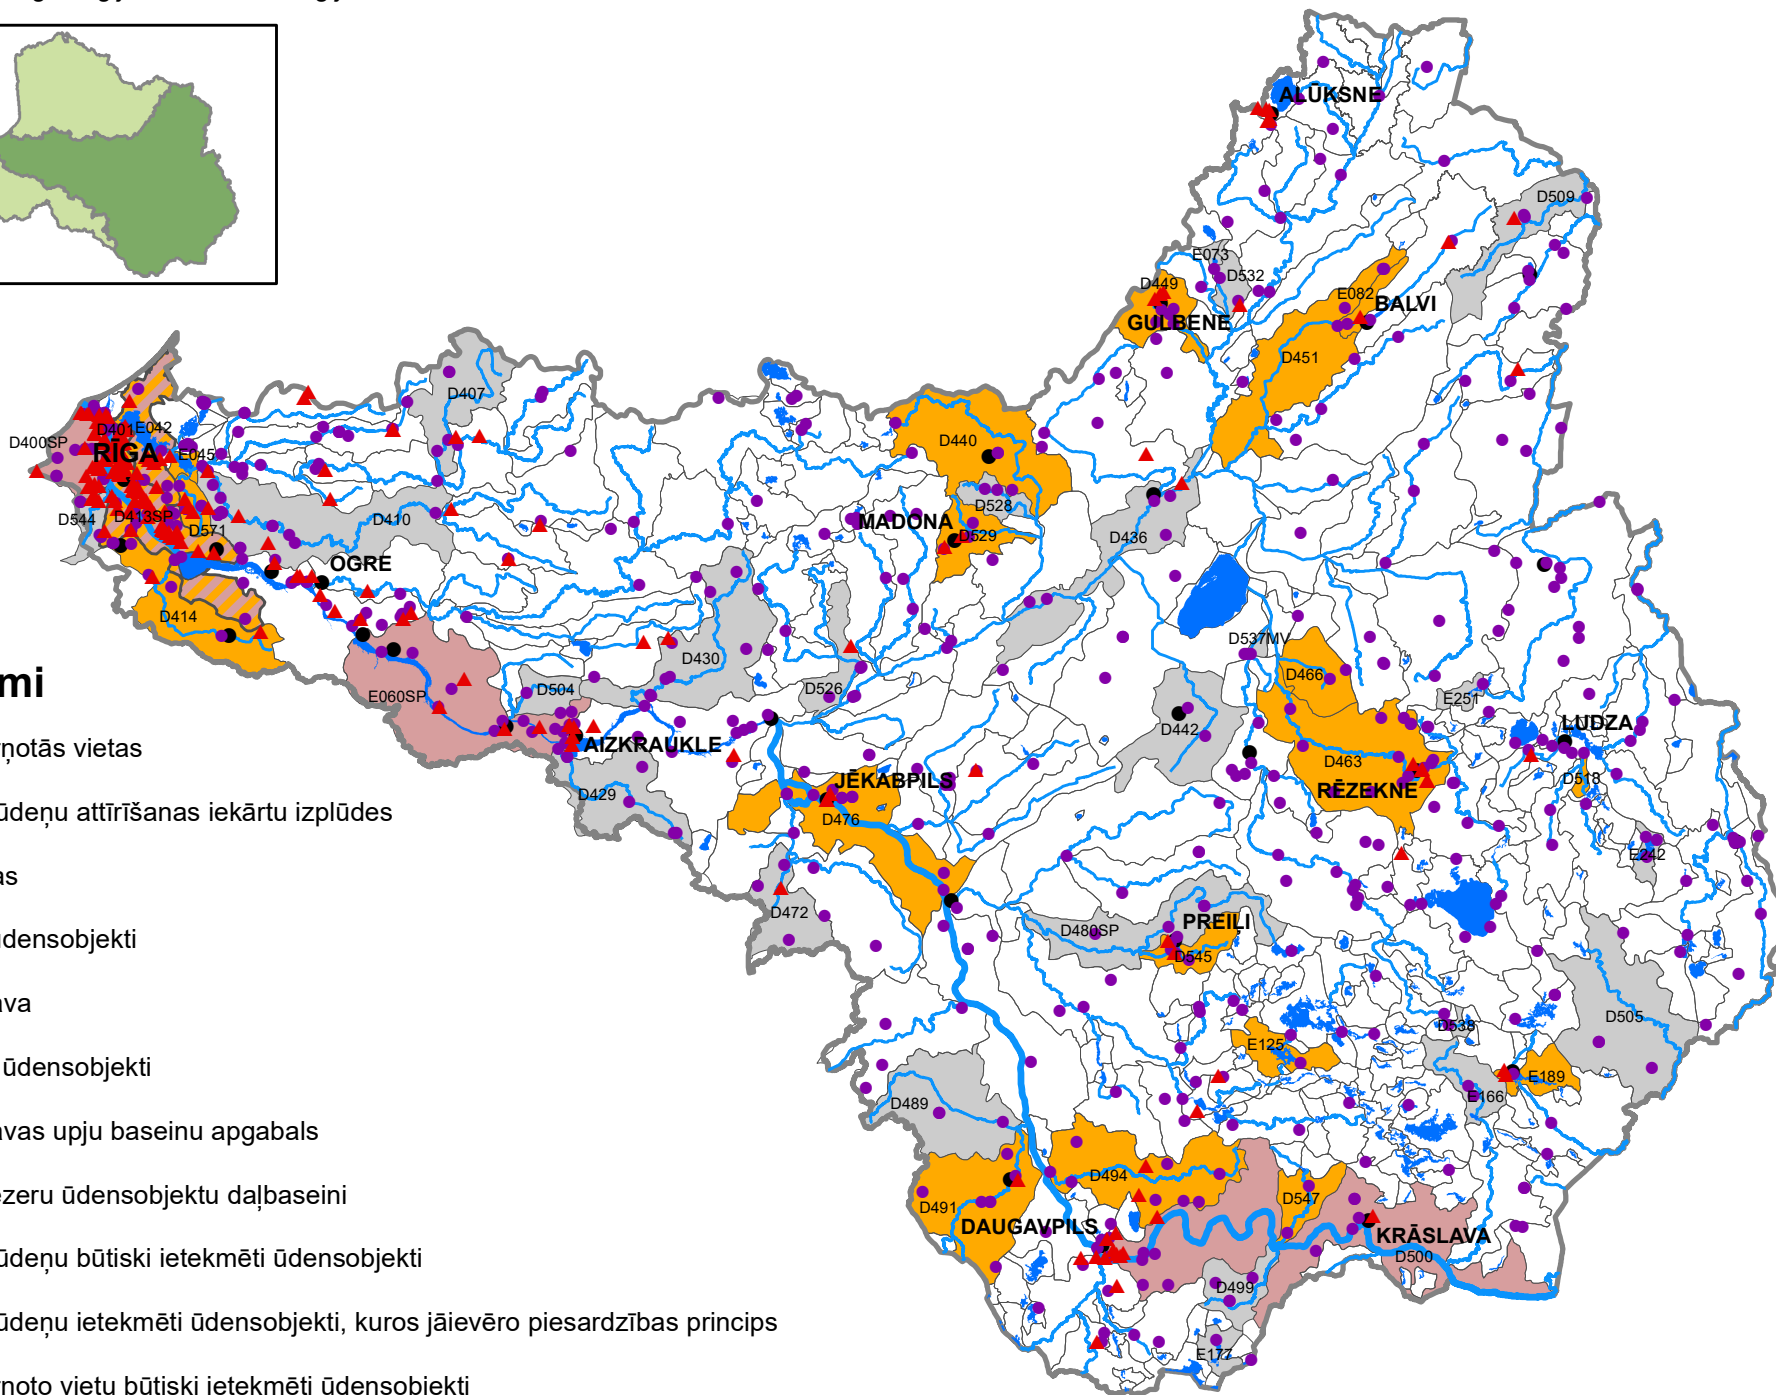 ALŪKSNE
D509
E073
D532
D449
E082
BALVI
GULBENE
D451
D407
D400SP
D401
E042
RĪGA
E045
D440
D544
D413SP
D571
D410
D528
MADONA
D529
D436
OGRE
D414
D537MV
D430
D466
E060SP
D504
D526
E251
LUDZA
D442
AIZKRAUKLE
D463
D518
JĒKABPILS
RĒZEKNE
D429
D476
E242
D472
PREIĻI
D480SP
D545
D505
D538
E125
E189
E166
D489
D494
D491
D547
DAUGAVPILS
KRĀSLAVA
D500
D499
E177
mi
ņotās vietas
ūdeņu attīrīšanas iekārtu izplūdes
as
ūdensobjekti
ava
ūdensobjekti
avas upju baseinu apgabals
ezeru ūdensobjektu daļbaseini
ūdeņu būtiski ietekmēti ūdensobjekti
ūdeņu ietekmēti ūdensobjekti, kuros jāievēro piesardzības princips
rņoto vietu būtiski ietekmēti ūdensobjekti